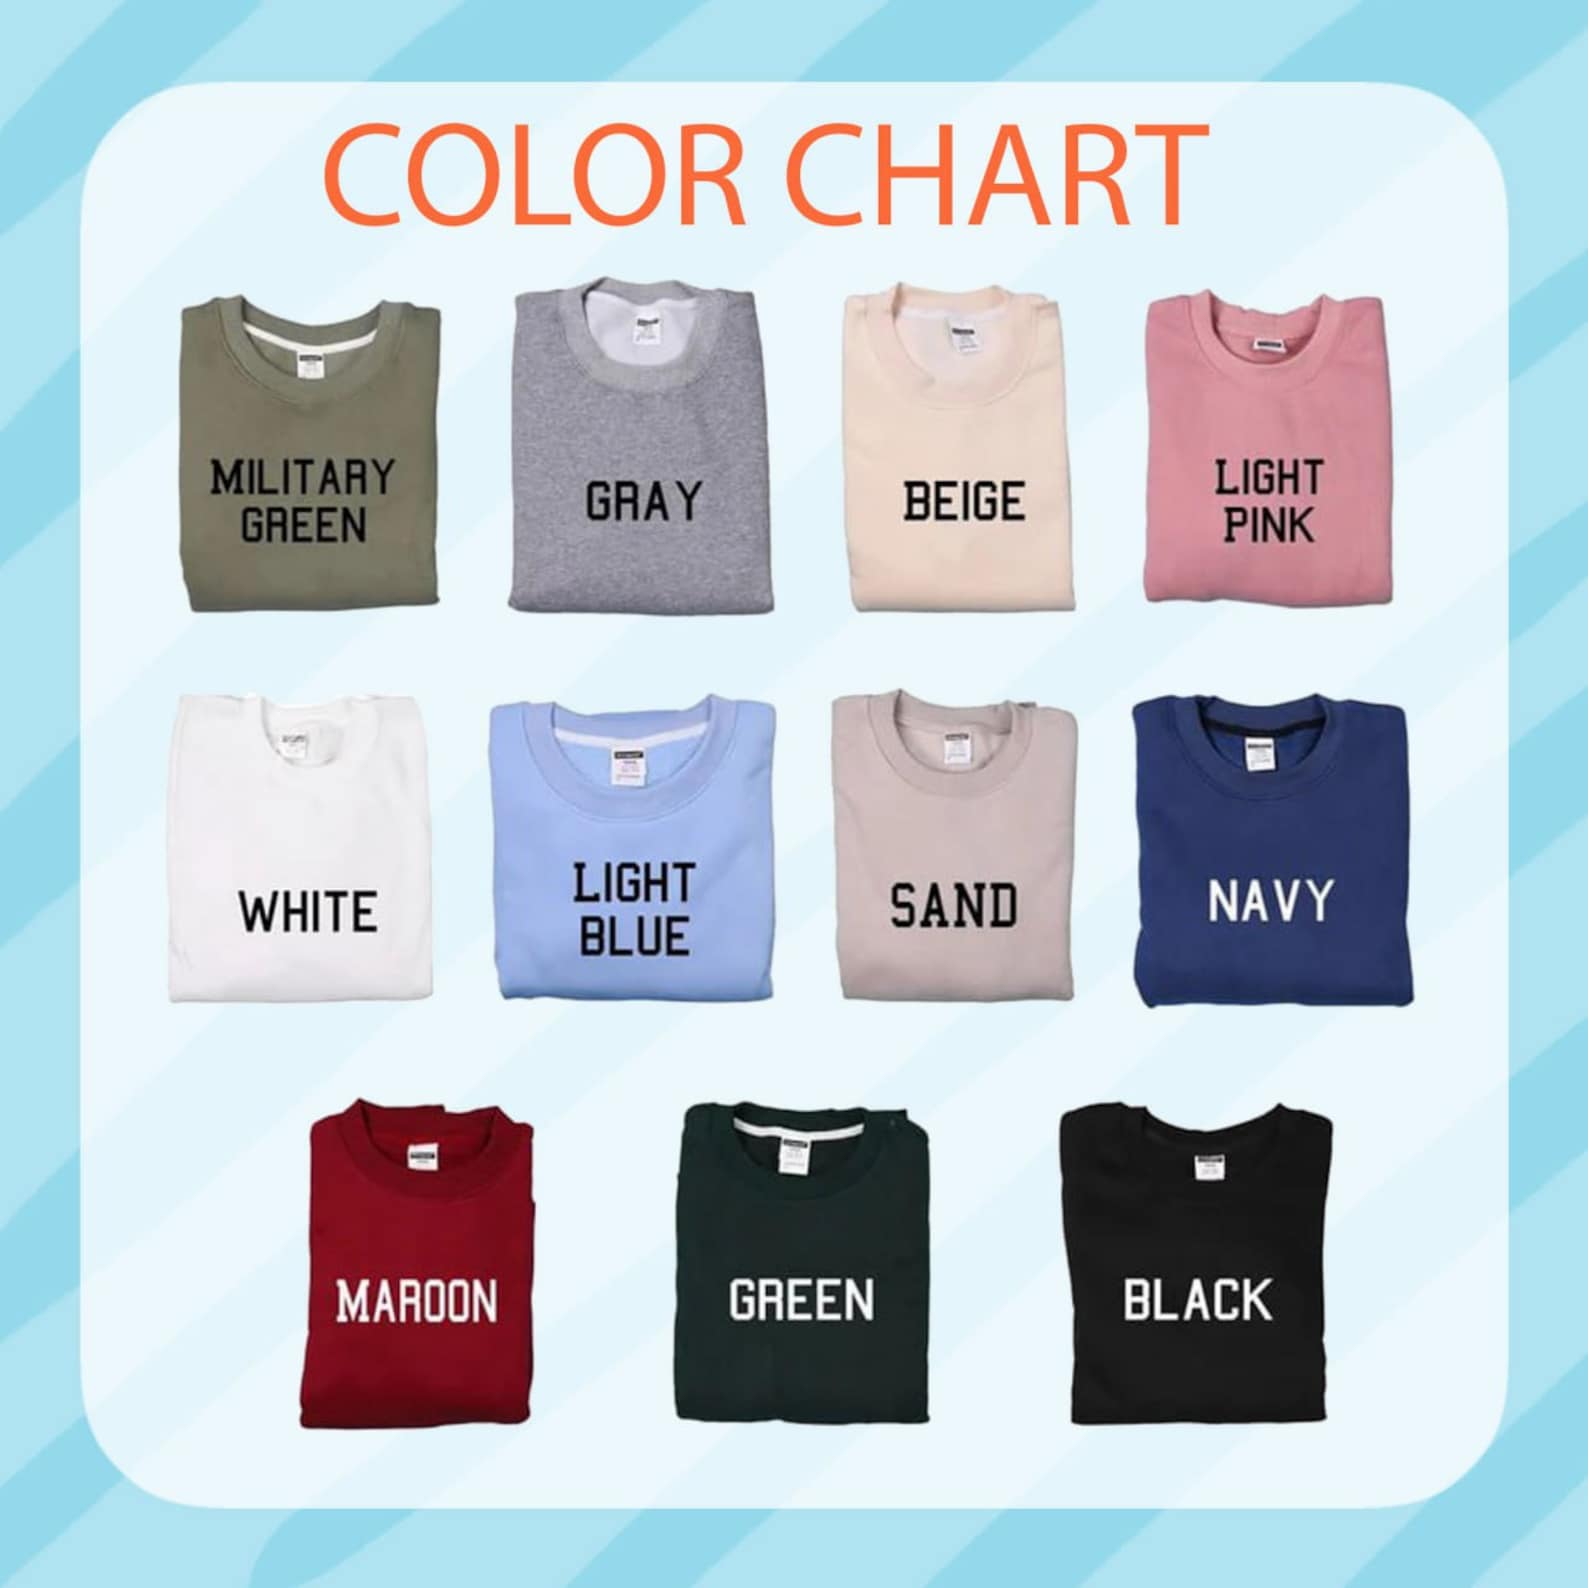 COLOR CHART
MILITARY
GREEN
GRAY
BEIGE
LIGHT
PINK
WHITE
LIGHT
BLUE
SAND
NAVY
MAROON
GREEN
BLACK